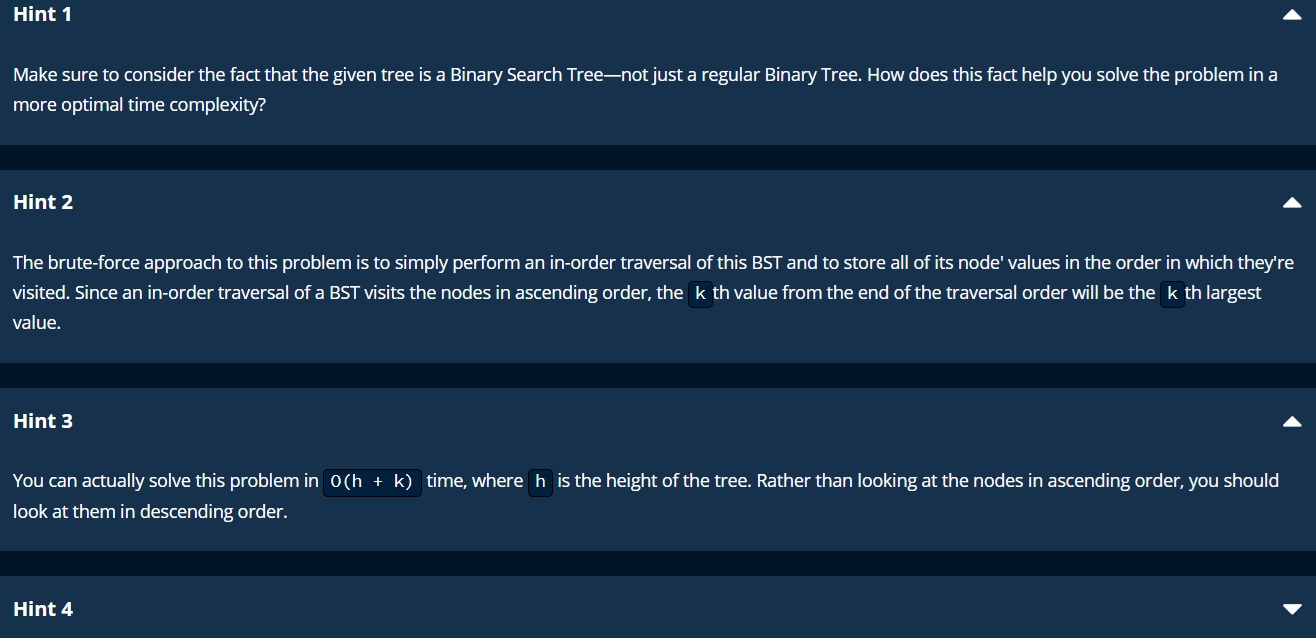 Hint 1
Make sure to consider the fact that the given tree is a Binary Search Tree—not just a regular Binary Tree. How does this fact help you solve the problem in a
more optimal time complexity?
Hint 2
The brute-force approach to this problem is to simply perform an in-order traversal of this BST and to store all of its node' values in the order in which they're
visited. Since an in-order traversal of a BST visits the nodes in ascending order, the k th value from the end of the traversal order will be the k th largest
value.
Hint 3
You can actually solve this problem in O(h + k) time, where h is the height of the tree. Rather than looking at the nodes in ascending order, you should
look at them in descending order.
Hint 4